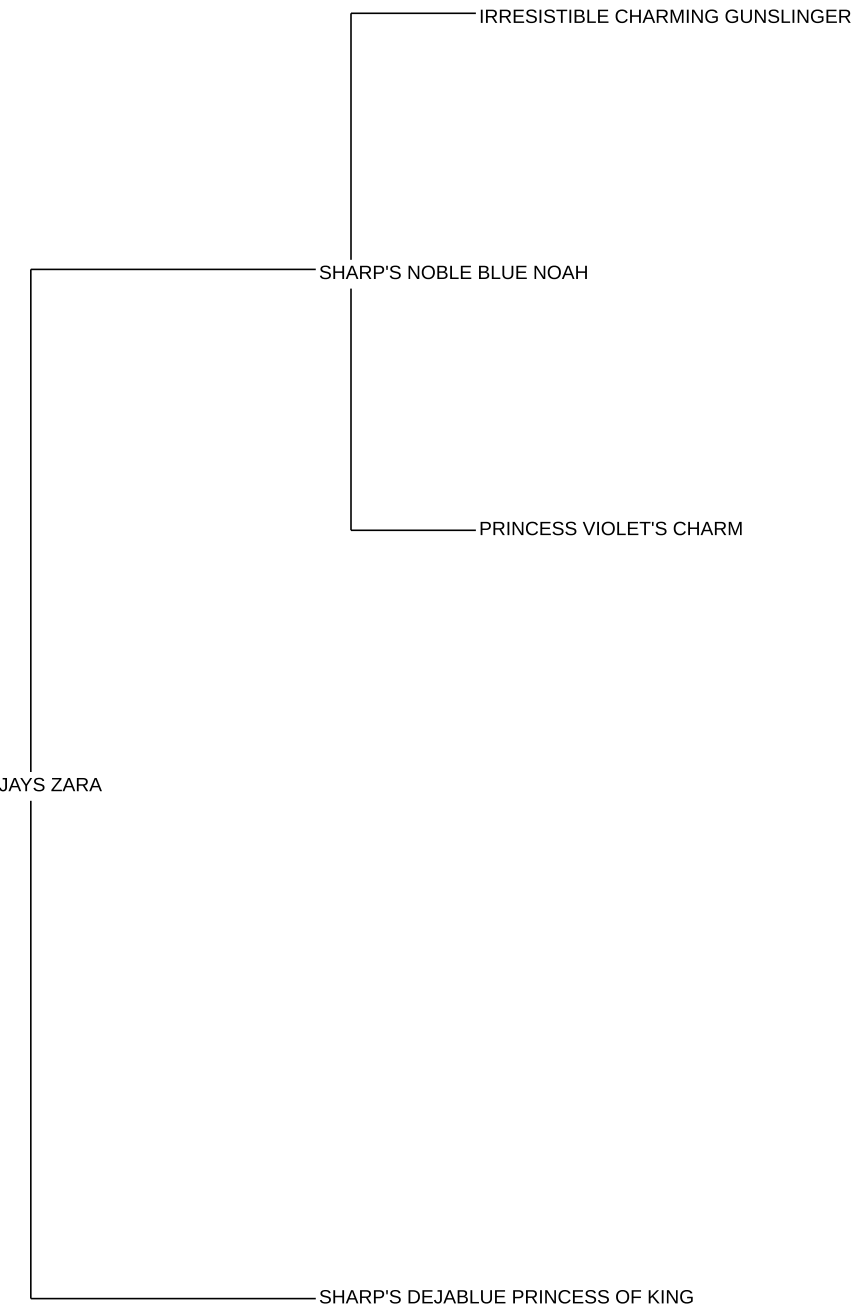 IRRESISTIBLE CHARMING GUNSLINGER
SHARP'S NOBLE BLUE NOAH
PRINCESS VIOLET'S CHARM
JAYS ZARA
SHARP'S DEJABLUE PRINCESS OF KING